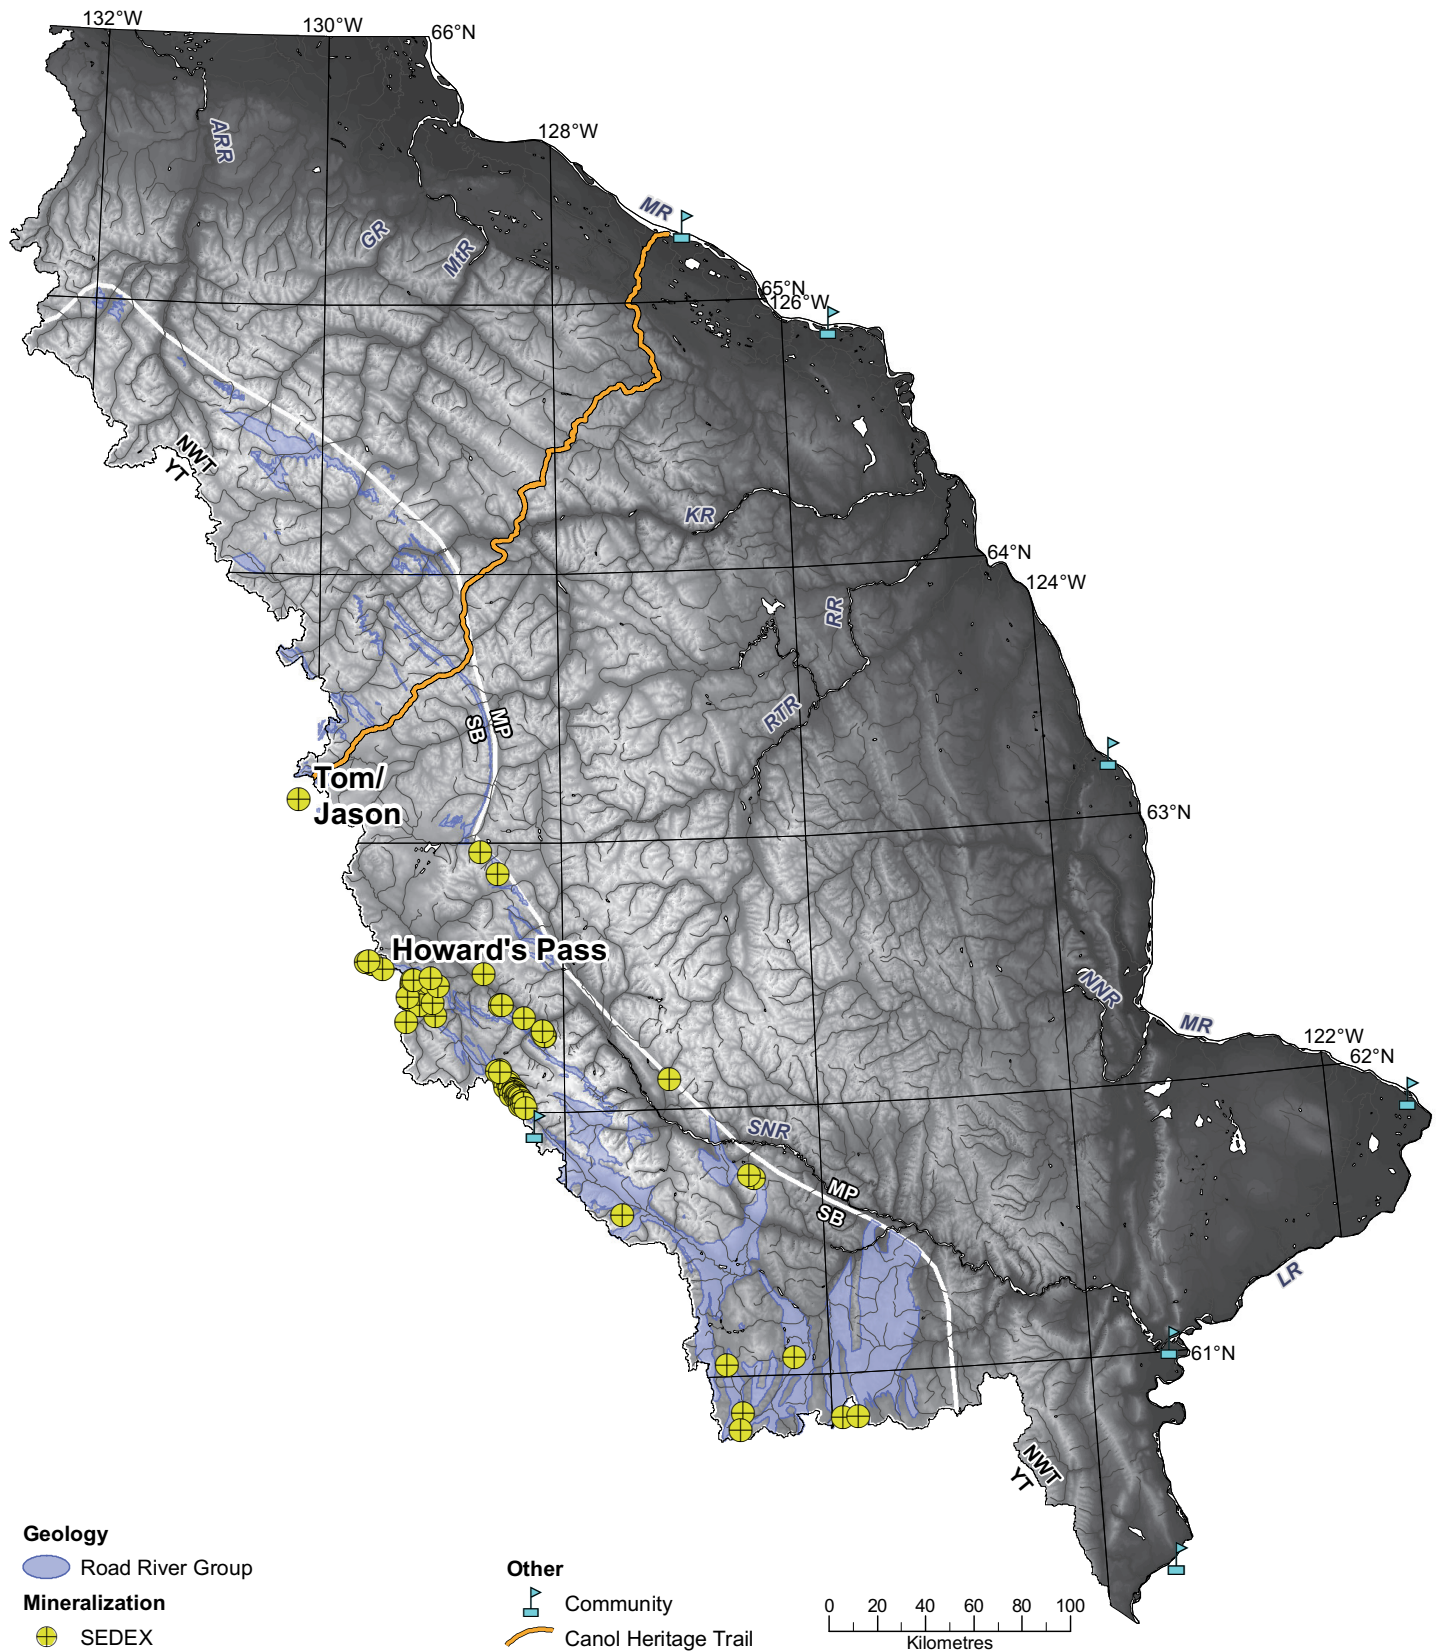 132°W
130°W
66°N
128°W
ARR
MR
GR
MtR
65°N
126°W
NWT
YT
KR
64°N
124°W
RR
RTR
MP
SB
Tom/
Jason
63°N
Howard's Pass
NNR
MR
122°W
62°N
SNR
MP
SB
LR
61°N
NWT
YT
Geology
Road River Group
Mineralization
SEDEX
Other
Community
Canol Heritage Trail
0 20 40 60 80 100
Kilometres